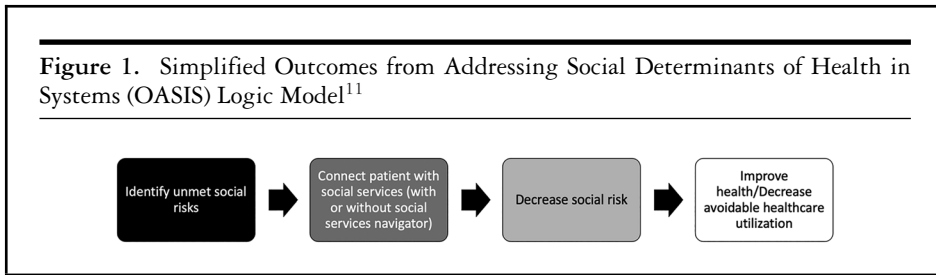 Figure 1. Simplified Outcomes from Addressing Social Determinants of Health in
Systems (OASIS) Logic Model11
Identify unmet social
risks
Connect patient with
social services (with
or without social
services navigator)
Decrease social risk
Improve
health/Decrease
avoidable healthcare
utilization